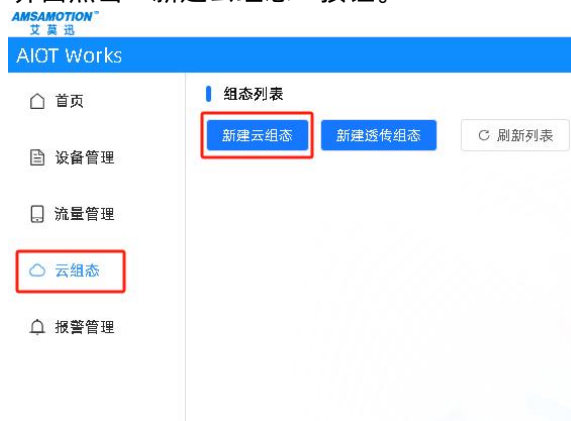 AMSAMOTION™
艾莫迅
AIOT Works
首页
设备管理
流量管理
云组态
报警管理
组态列表
新建云组态 新建透传组态 刷新列表